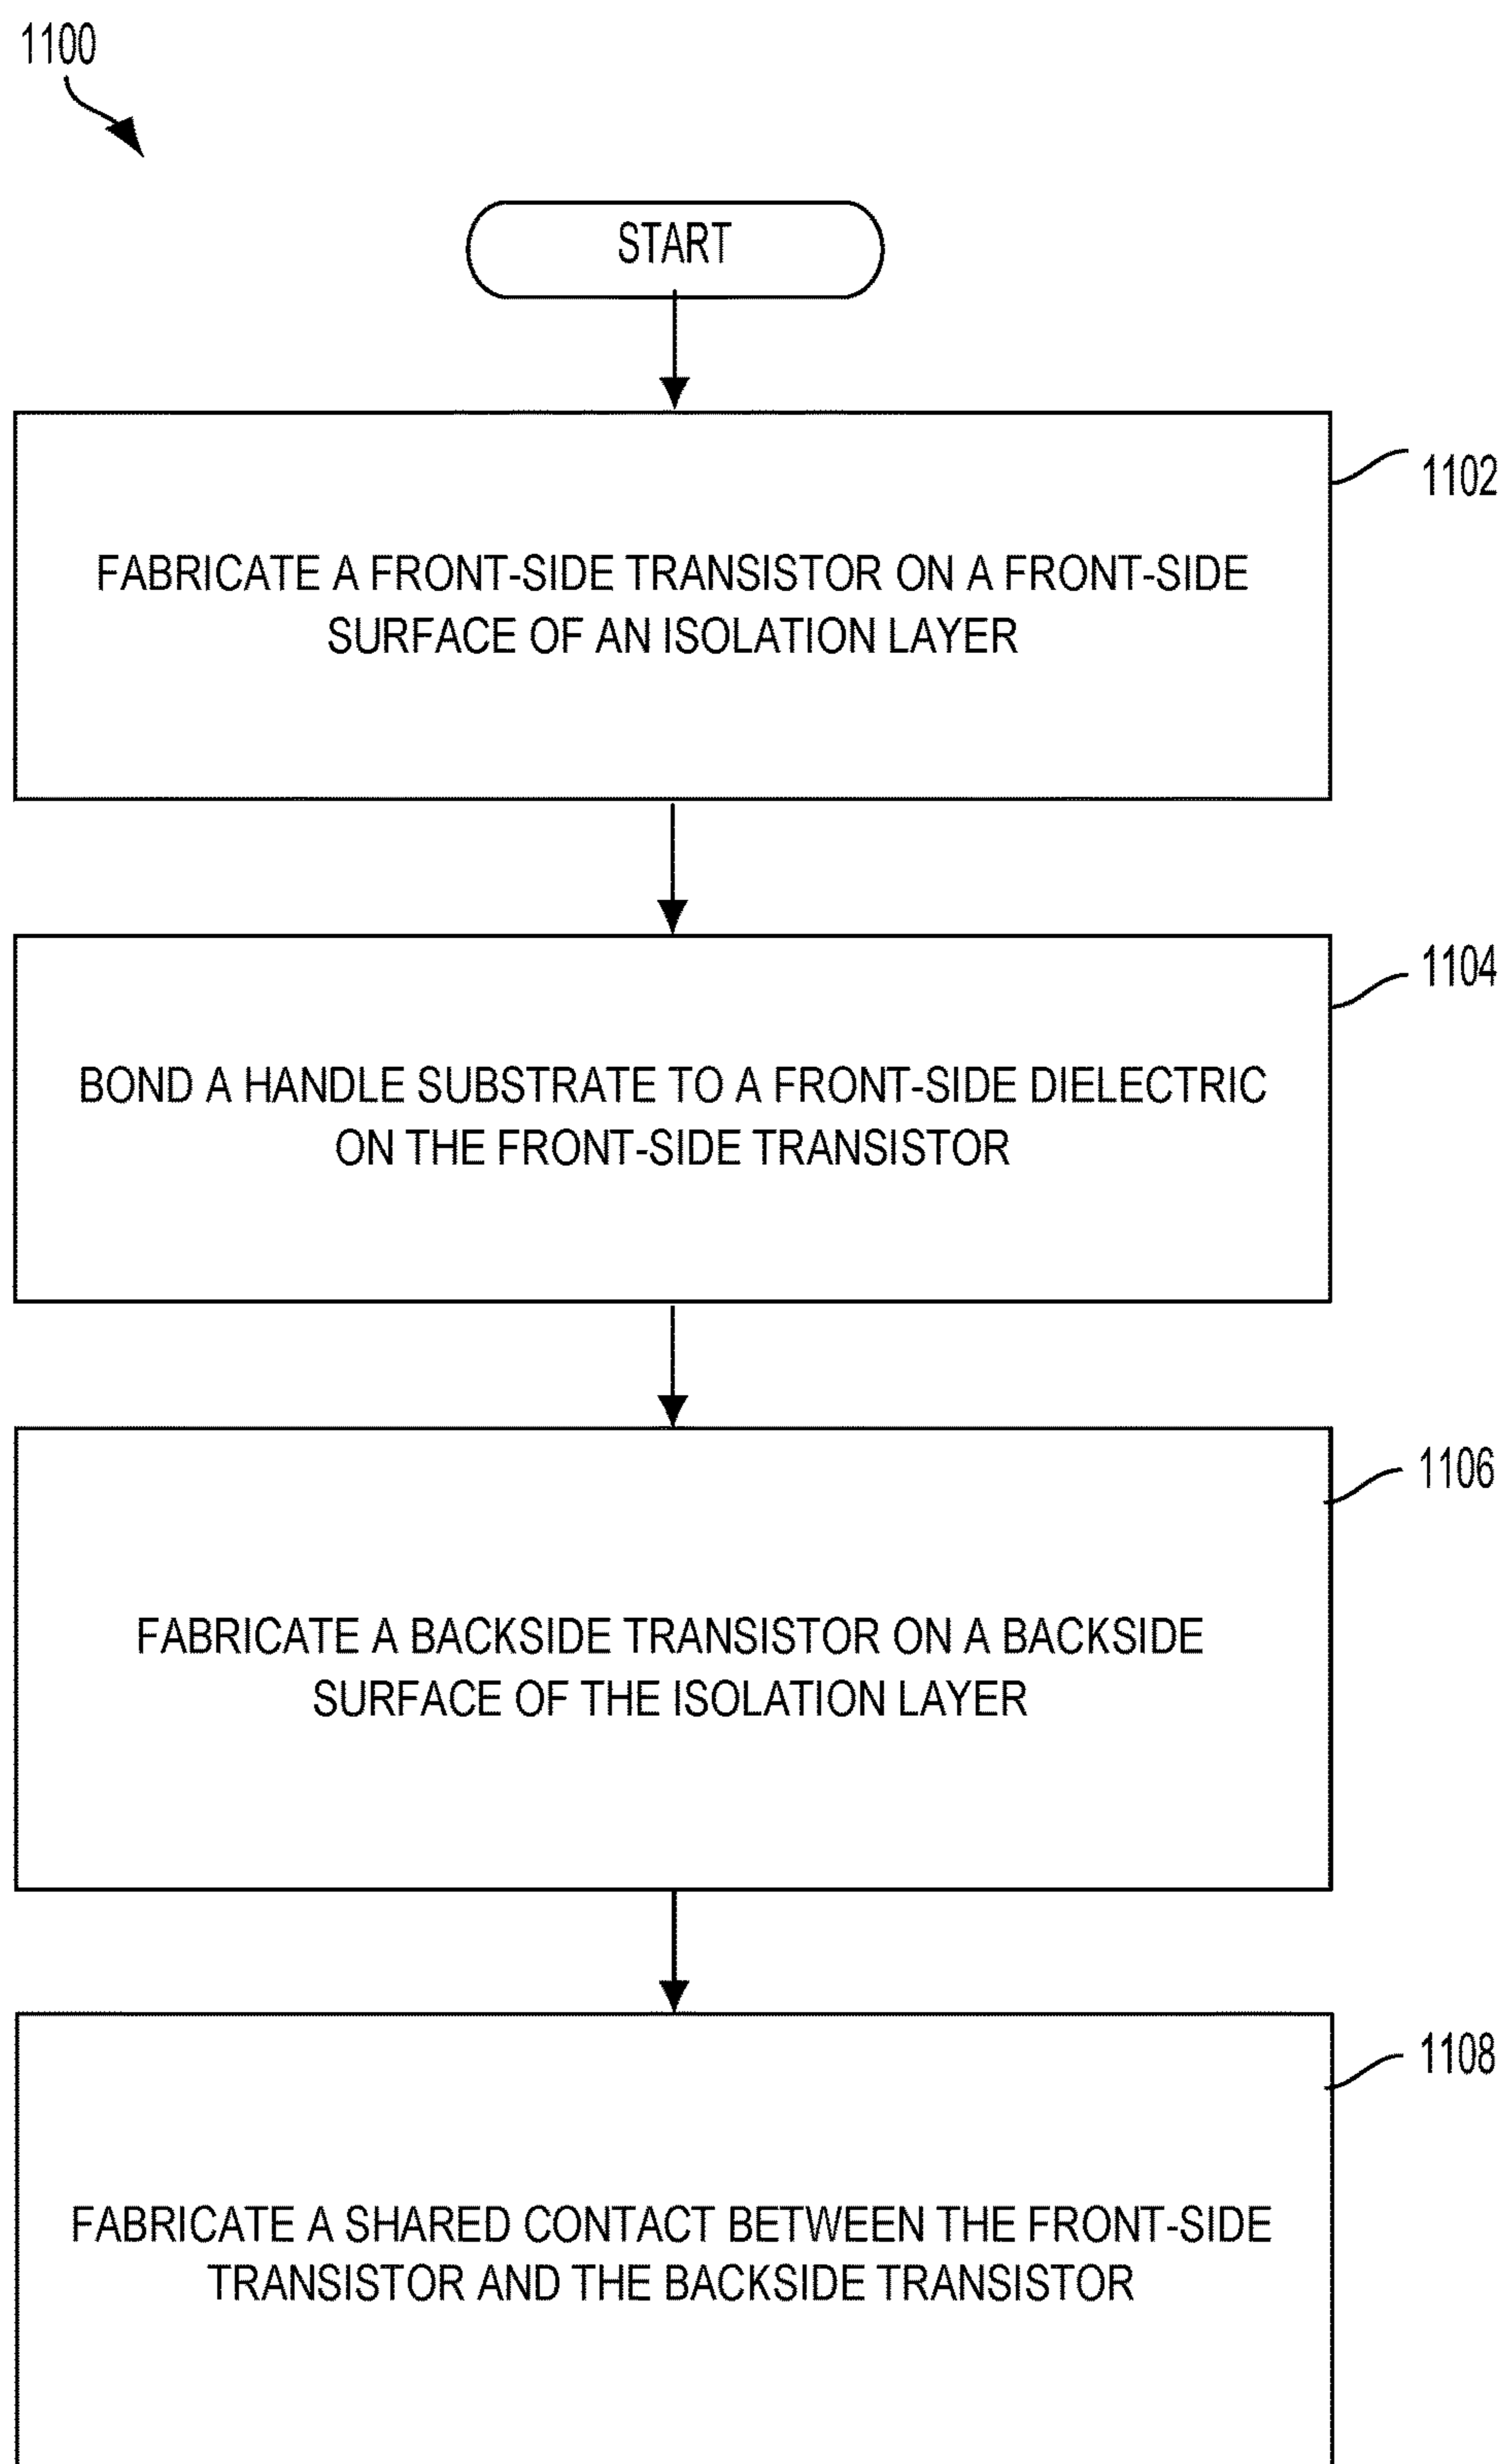 1100
START
1102
FABRICATE A FRONT-SIDE TRANSISTOR ON A FRONT-SIDE
SURFACE OF AN ISOLATION LAYER
1104
BOND A HANDLE SUBSTRATE TO A FRONT-SIDE DIELECTRIC
ON THE FRONT-SIDE TRANSISTOR
1106
FABRICATE A BACKSIDE TRANSISTOR ON A BACKSIDE
SURFACE OF THE ISOLATION LAYER
1108
FABRICATE A SHARED CONTACT BETWEEN THE FRONT-SIDE
TRANSISTOR AND THE BACKSIDE TRANSISTOR